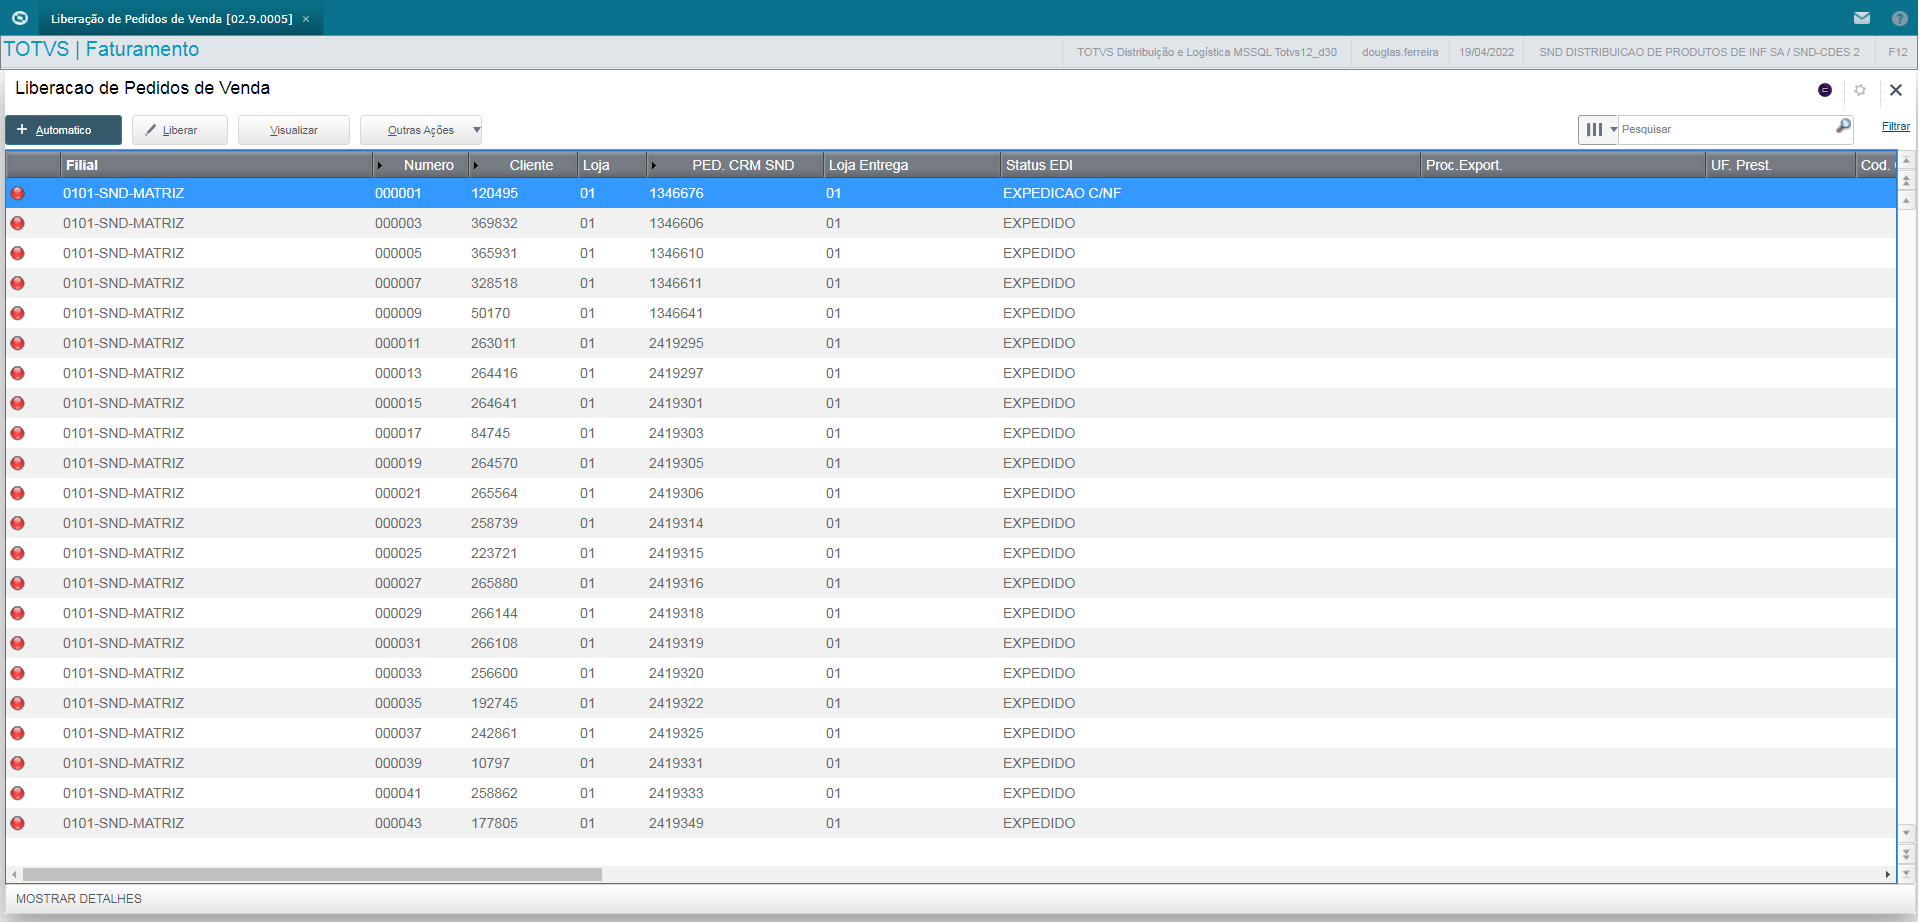 Liberação de Pedidos de Venda [02.9.0005] ×
TOTVS | Faturamento
TOTVS Distribuição e Logística MSSQL Totvs12_d30 douglas.ferreira 19/04/2022 SND DISTRIBUICAO DE PRODUTOS DE INF SA / SND-CDES 2 F12
Liberacao de Pedidos de Venda
+ Automatico Liberar Visualizar Outras Ações Pesquisar Filtrar
Filial Numero Cliente Loja PED. CRM SND Loja Entrega Status EDI Proc.Export. UF. Prest. Cod.
0101-SND-MATRIZ 000001 120495 01 1346676 01 EXPEDICAO C/NF
0101-SND-MATRIZ 000003 369832 01 1346606 01 EXPEDIDO
0101-SND-MATRIZ 000005 365931 01 1346610 01 EXPEDIDO
0101-SND-MATRIZ 000007 328518 01 1346611 01 EXPEDIDO
0101-SND-MATRIZ 000009 50170 01 1346641 01 EXPEDIDO
0101-SND-MATRIZ 000011 263011 01 2419295 01 EXPEDIDO
0101-SND-MATRIZ 000013 264416 01 2419297 01 EXPEDIDO
0101-SND-MATRIZ 000015 264641 01 2419301 01 EXPEDIDO
0101-SND-MATRIZ 000017 84745 01 2419303 01 EXPEDIDO
0101-SND-MATRIZ 000019 264570 01 2419305 01 EXPEDIDO
0101-SND-MATRIZ 000021 265564 01 2419306 01 EXPEDIDO
0101-SND-MATRIZ 000023 258739 01 2419314 01 EXPEDIDO
0101-SND-MATRIZ 000025 223721 01 2419315 01 EXPEDIDO
0101-SND-MATRIZ 000027 265880 01 2419316 01 EXPEDIDO
0101-SND-MATRIZ 000029 266144 01 2419318 01 EXPEDIDO
0101-SND-MATRIZ 000031 266108 01 2419319 01 EXPEDIDO
0101-SND-MATRIZ 000033 256600 01 2419320 01 EXPEDIDO
0101-SND-MATRIZ 000035 192745 01 2419322 01 EXPEDIDO
0101-SND-MATRIZ 000037 242861 01 2419325 01 EXPEDIDO
0101-SND-MATRIZ 000039 10797 01 2419331 01 EXPEDIDO
0101-SND-MATRIZ 000041 258862 01 2419333 01 EXPEDIDO
0101-SND-MATRIZ 000043 177805 01 2419349 01 EXPEDIDO
MOSTRAR DETALHES